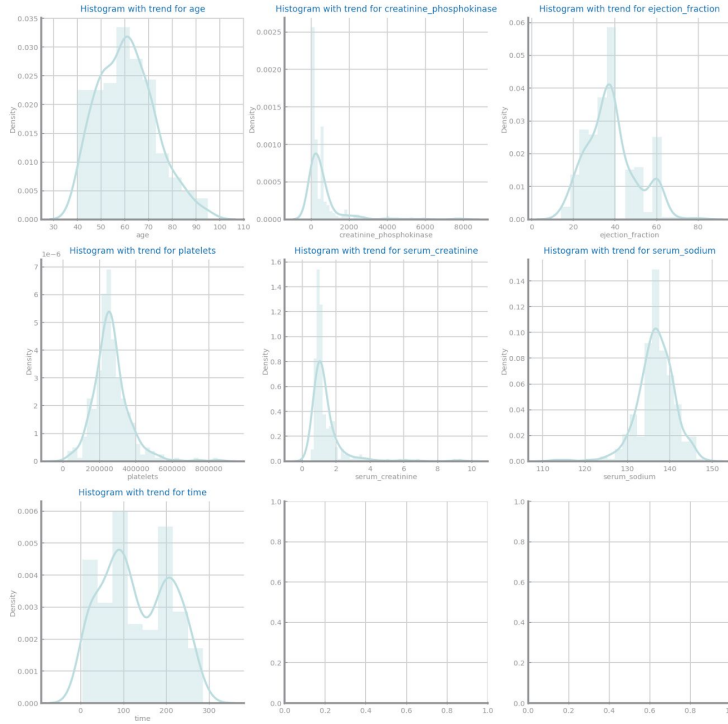 Histogram with trend for age
Histogram with trend for creatinine_phosphokinase
Histogram with trend for ejection_fraction
0.035
0.030
0.025
0.020
0.015
0.010
0.005
0.000
Density
30 40 50 60 70 80 90 100 110
age
0.0025
0.0020
0.0015
0.0010
0.0005
0.0000
Density
0 2000 4000 6000 8000
creatinine_phosphokinase
0.06
0.05
0.04
0.03
0.02
0.01
0.00
Density
0 20 40 60 80
ejection_fraction
Histogram with trend for platelets
Histogram with trend for serum_creatinine
Histogram with trend for serum_sodium
1e−6
7
6
5
4
3
2
1
0
Density
0 200000 400000 600000 800000
platelets
1.6
1.4
1.2
1.0
0.8
0.6
0.4
0.2
0.0
Density
0 2 4 6 8 10
serum_creatinine
0.14
0.12
0.10
0.08
0.06
0.04
0.02
0.00
Density
110 120 130 140 150
serum_sodium
Histogram with trend for time
0.006
0.005
0.004
0.003
0.002
0.001
0.000
Density
0 100 200 300
time
1.0
0.8
0.6
0.4
0.2
0.0
0.0 0.2 0.4 0.6 0.8 1.0
1.0
0.8
0.6
0.4
0.2
0.0
0.0 0.2 0.4 0.6 0.8